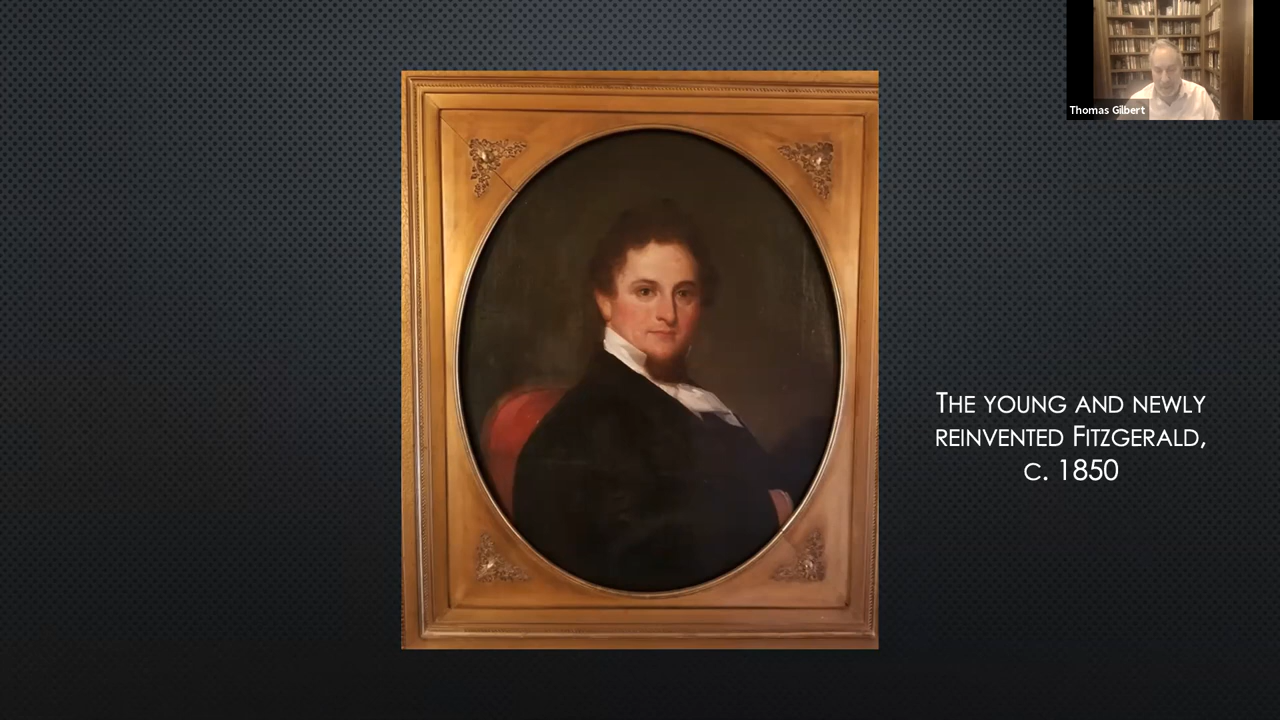 Thomas Gilbert
The young and newly
reinvented Fitzgerald,
c. 1850